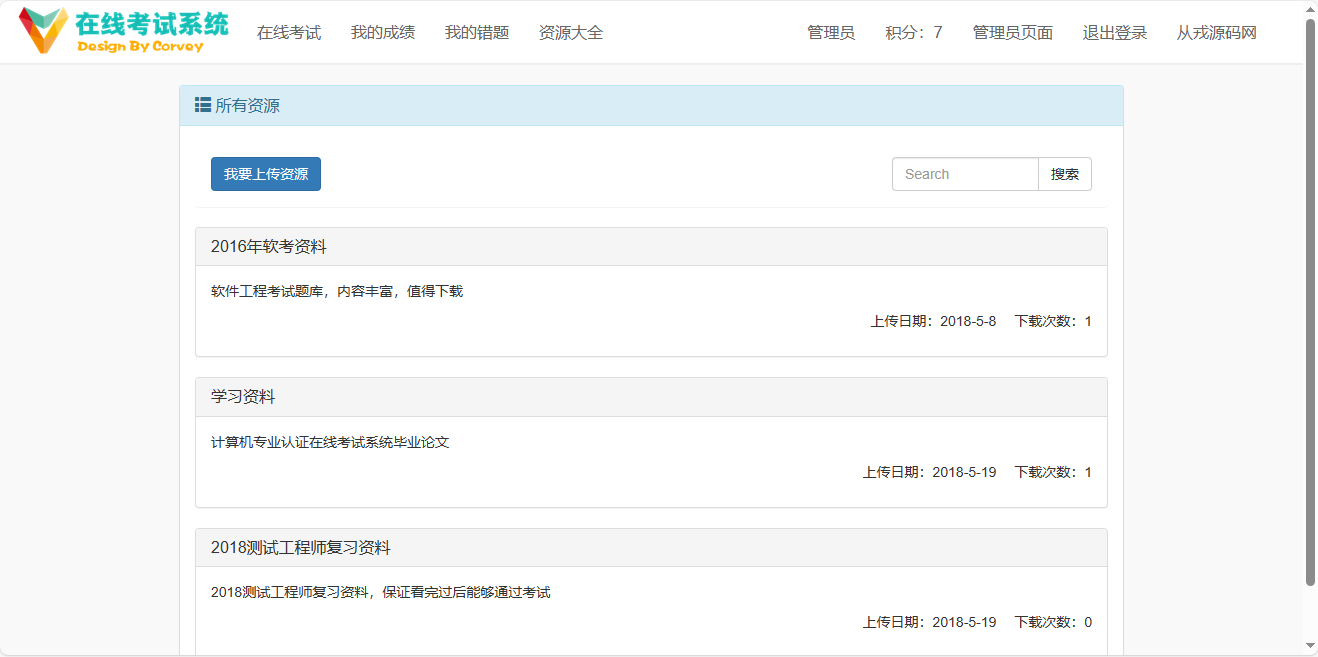 在线考试系统
Design By Corvey
在线考试 我的成绩 我的错题 资源大全 管理员 积分：7 管理员页面 退出登录 从戎源码网
所有资源
我要上传资源 Search 搜索
2016年软考资料
软件工程考试题库，内容丰富，值得下载
上传日期：2018-5-8 下载次数：1
学习资料
计算机专业认证在线考试系统毕业论文
上传日期：2018-5-19 下载次数：1
2018测试工程师复习资料
2018测试工程师复习资料，保证看完过后能够通过考试
上传日期：2018-5-19 下载次数：0